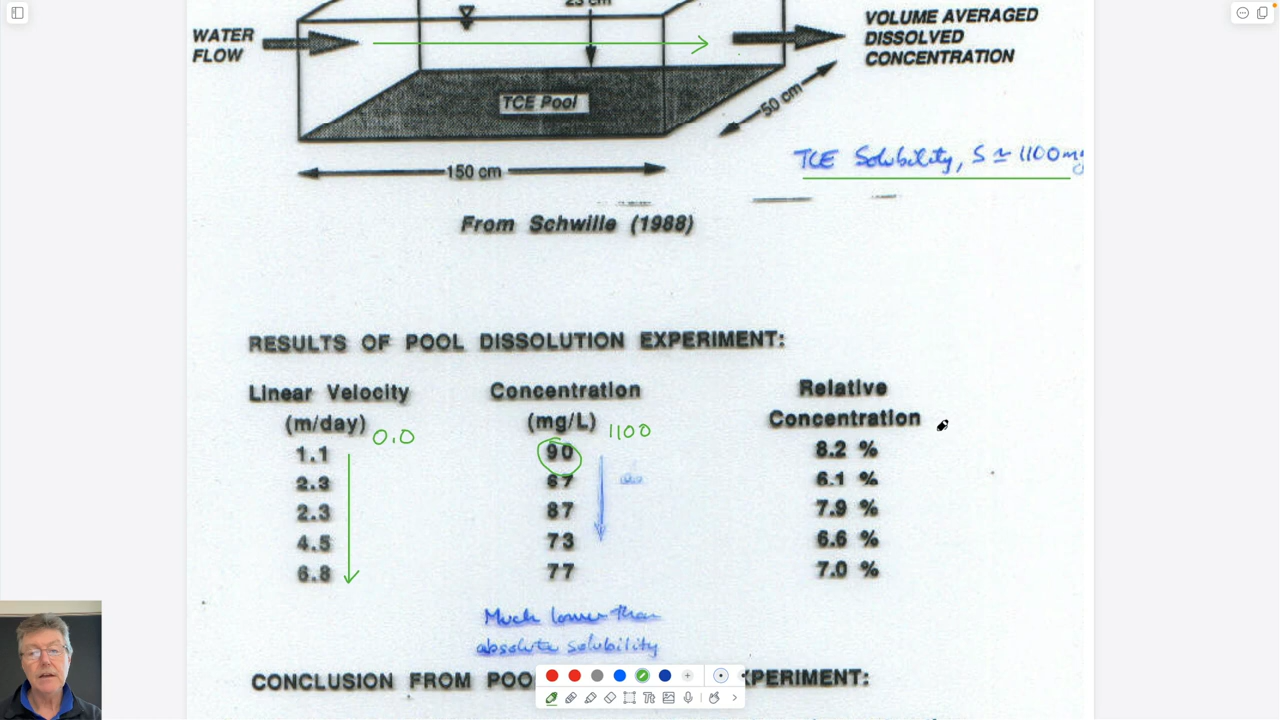 23 cm
WATER
FLOW
VOLUME AVERAGED
DISSOLVED
CONCENTRATION
TCE Pool
50 cm
TCE Solubility, S ≃ 1100 mg
150 cm
From Schwille (1988)
RESULTS OF POOL DISSOLUTION EXPERIMENT:
Linear Velocity Concentration Relative
(m/day) (mg/L) Concentration
0.0 1100
1.1 90 8.2 %
2.3 67 6.1 %
2.3 87 7.9 %
4.5 73 6.6 %
6.8 77 7.0 %
Much lower than
absolute solubility
CONCLUSION FROM POO XPERIMENT: